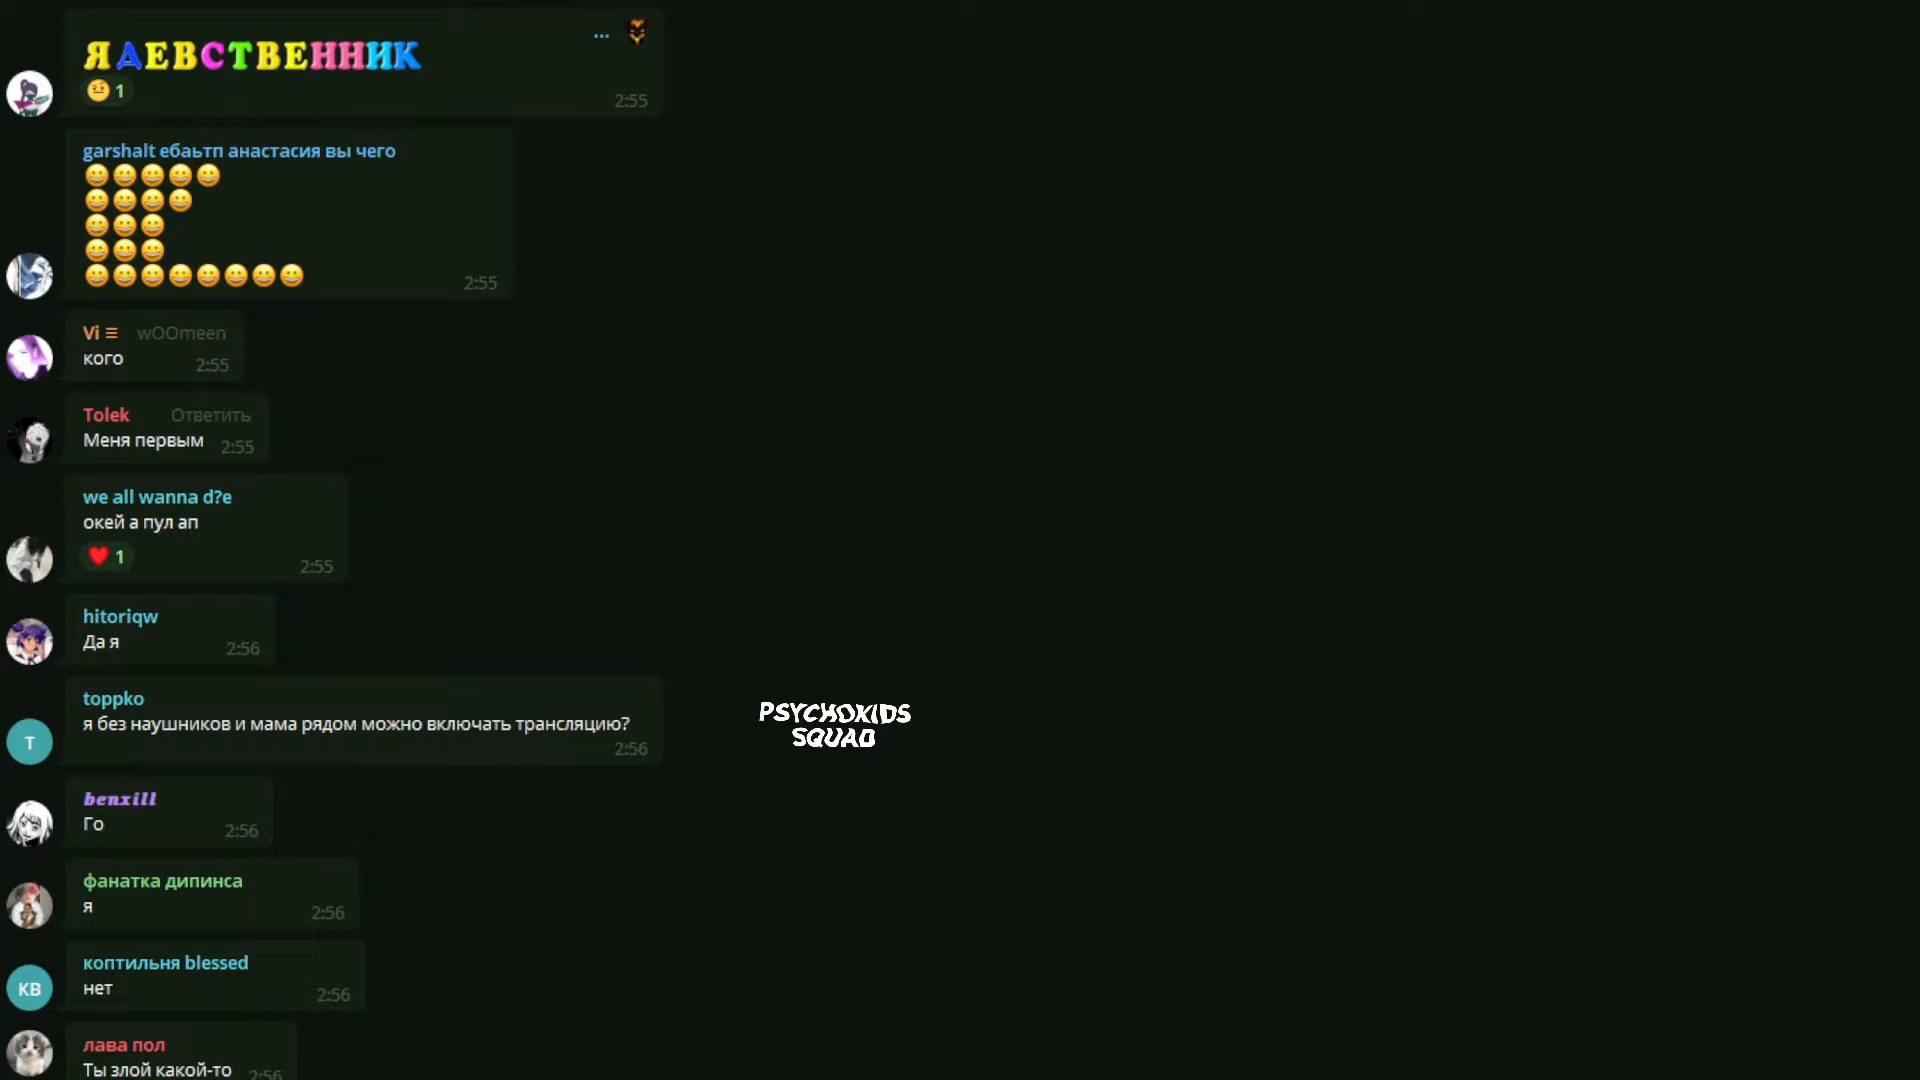 ...
ЯДЕВСТВЕННИК
🤨 1
2:55
garshalt ебаьтп анастасия вы чего
😀😀😀😀😀
😀😀😀😀
😀😀😀
😀😀😀
😀😀😀😀😀😀😀😀
2:55
Vi ≡ wOOmeen
кого 2:55
Tolek Ответить
Меня первым 2:55
we all wanna d?e
окей а пул ап
❤️ 1
2:55
hitoriqw
Да я 2:56
toppko
T
я без наушников и мама рядом можно включать трансляцию?
2:56
PSYCHOKIDS
SQUAD
benxill
Го 2:56
фанатка дипинса
я 2:56
коптильня blessed
КВ
нет 2:56
лава пол
Ты злой какой-то 2:56